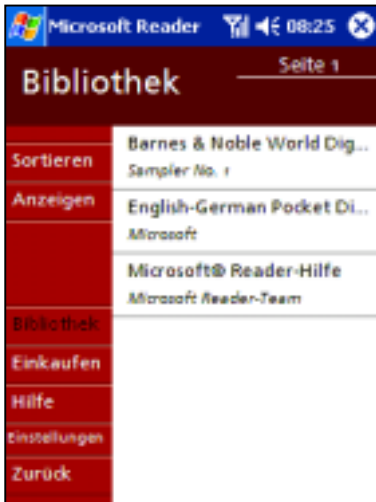 Microsoft Reader 08:25
Bibliothek
Seite 1
Sortieren
Anzeigen
Bibliothek
Einkaufen
Hilfe
Einstellungen
Zurück
Barnes & Noble World Dig...
Sampler No. 1
English-German Pocket Di...
Microsoft
Microsoft® Reader-Hilfe
Microsoft Reader-Team